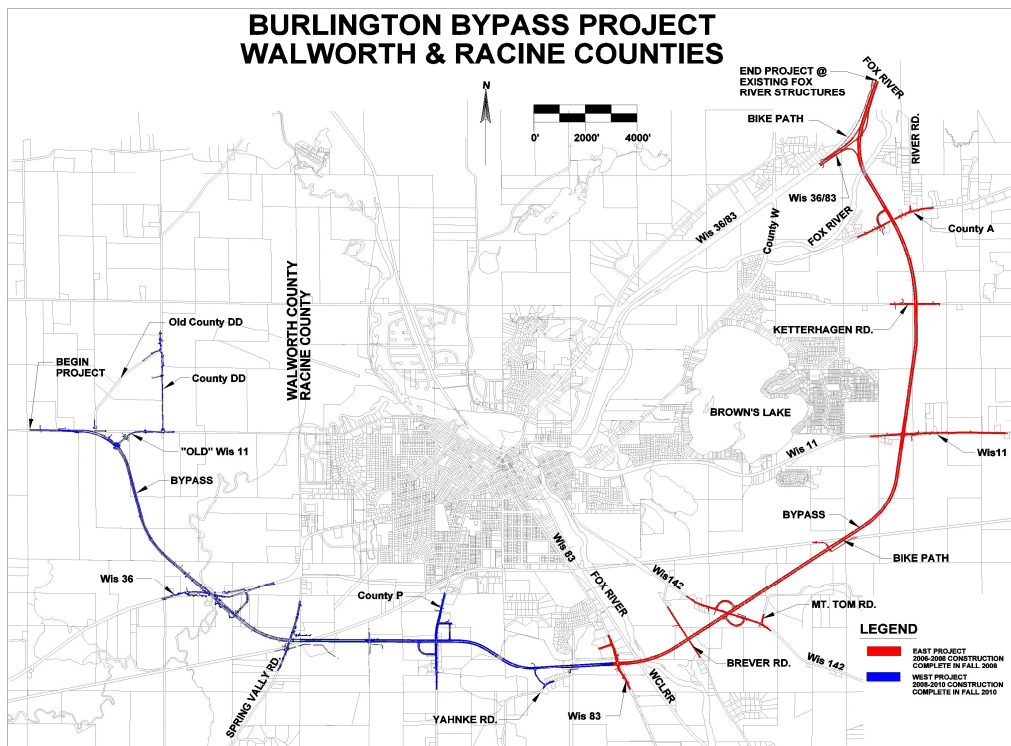 BURLINGTON BYPASS PROJECT
WALWORTH & RACINE COUNTIES
END PROJECT @
EXISTING FOX
RIVER STRUCTURES
FOX RIVER
N
0' 2000' 4000'
BIKE PATH
RIVER RD.
Wis 36/83
Wis 36/83
County W
FOX RIVER
County A
WALWORTH COUNTY
RACINE COUNTY
Old County DD
KETTERHAGEN RD.
BEGIN
PROJECT
County DD
BROWN'S LAKE
"OLD" Wis 11
Wis 11
Wis11
BYPASS
BYPASS
BIKE PATH
Wis 83
Wis 36
County P
FOX RIVER
Wis142
MT. TOM RD.
LEGEND
EAST PROJECT
2006-2008 CONSTRUCTION
COMPLETE IN FALL 2008
WEST PROJECT
2008-2010 CONSTRUCTION
COMPLETE IN FALL 2010
BREVER RD.
Wis 142
SPRING VALLY RD.
WCLRR
YAHNKE RD.
Wis 83